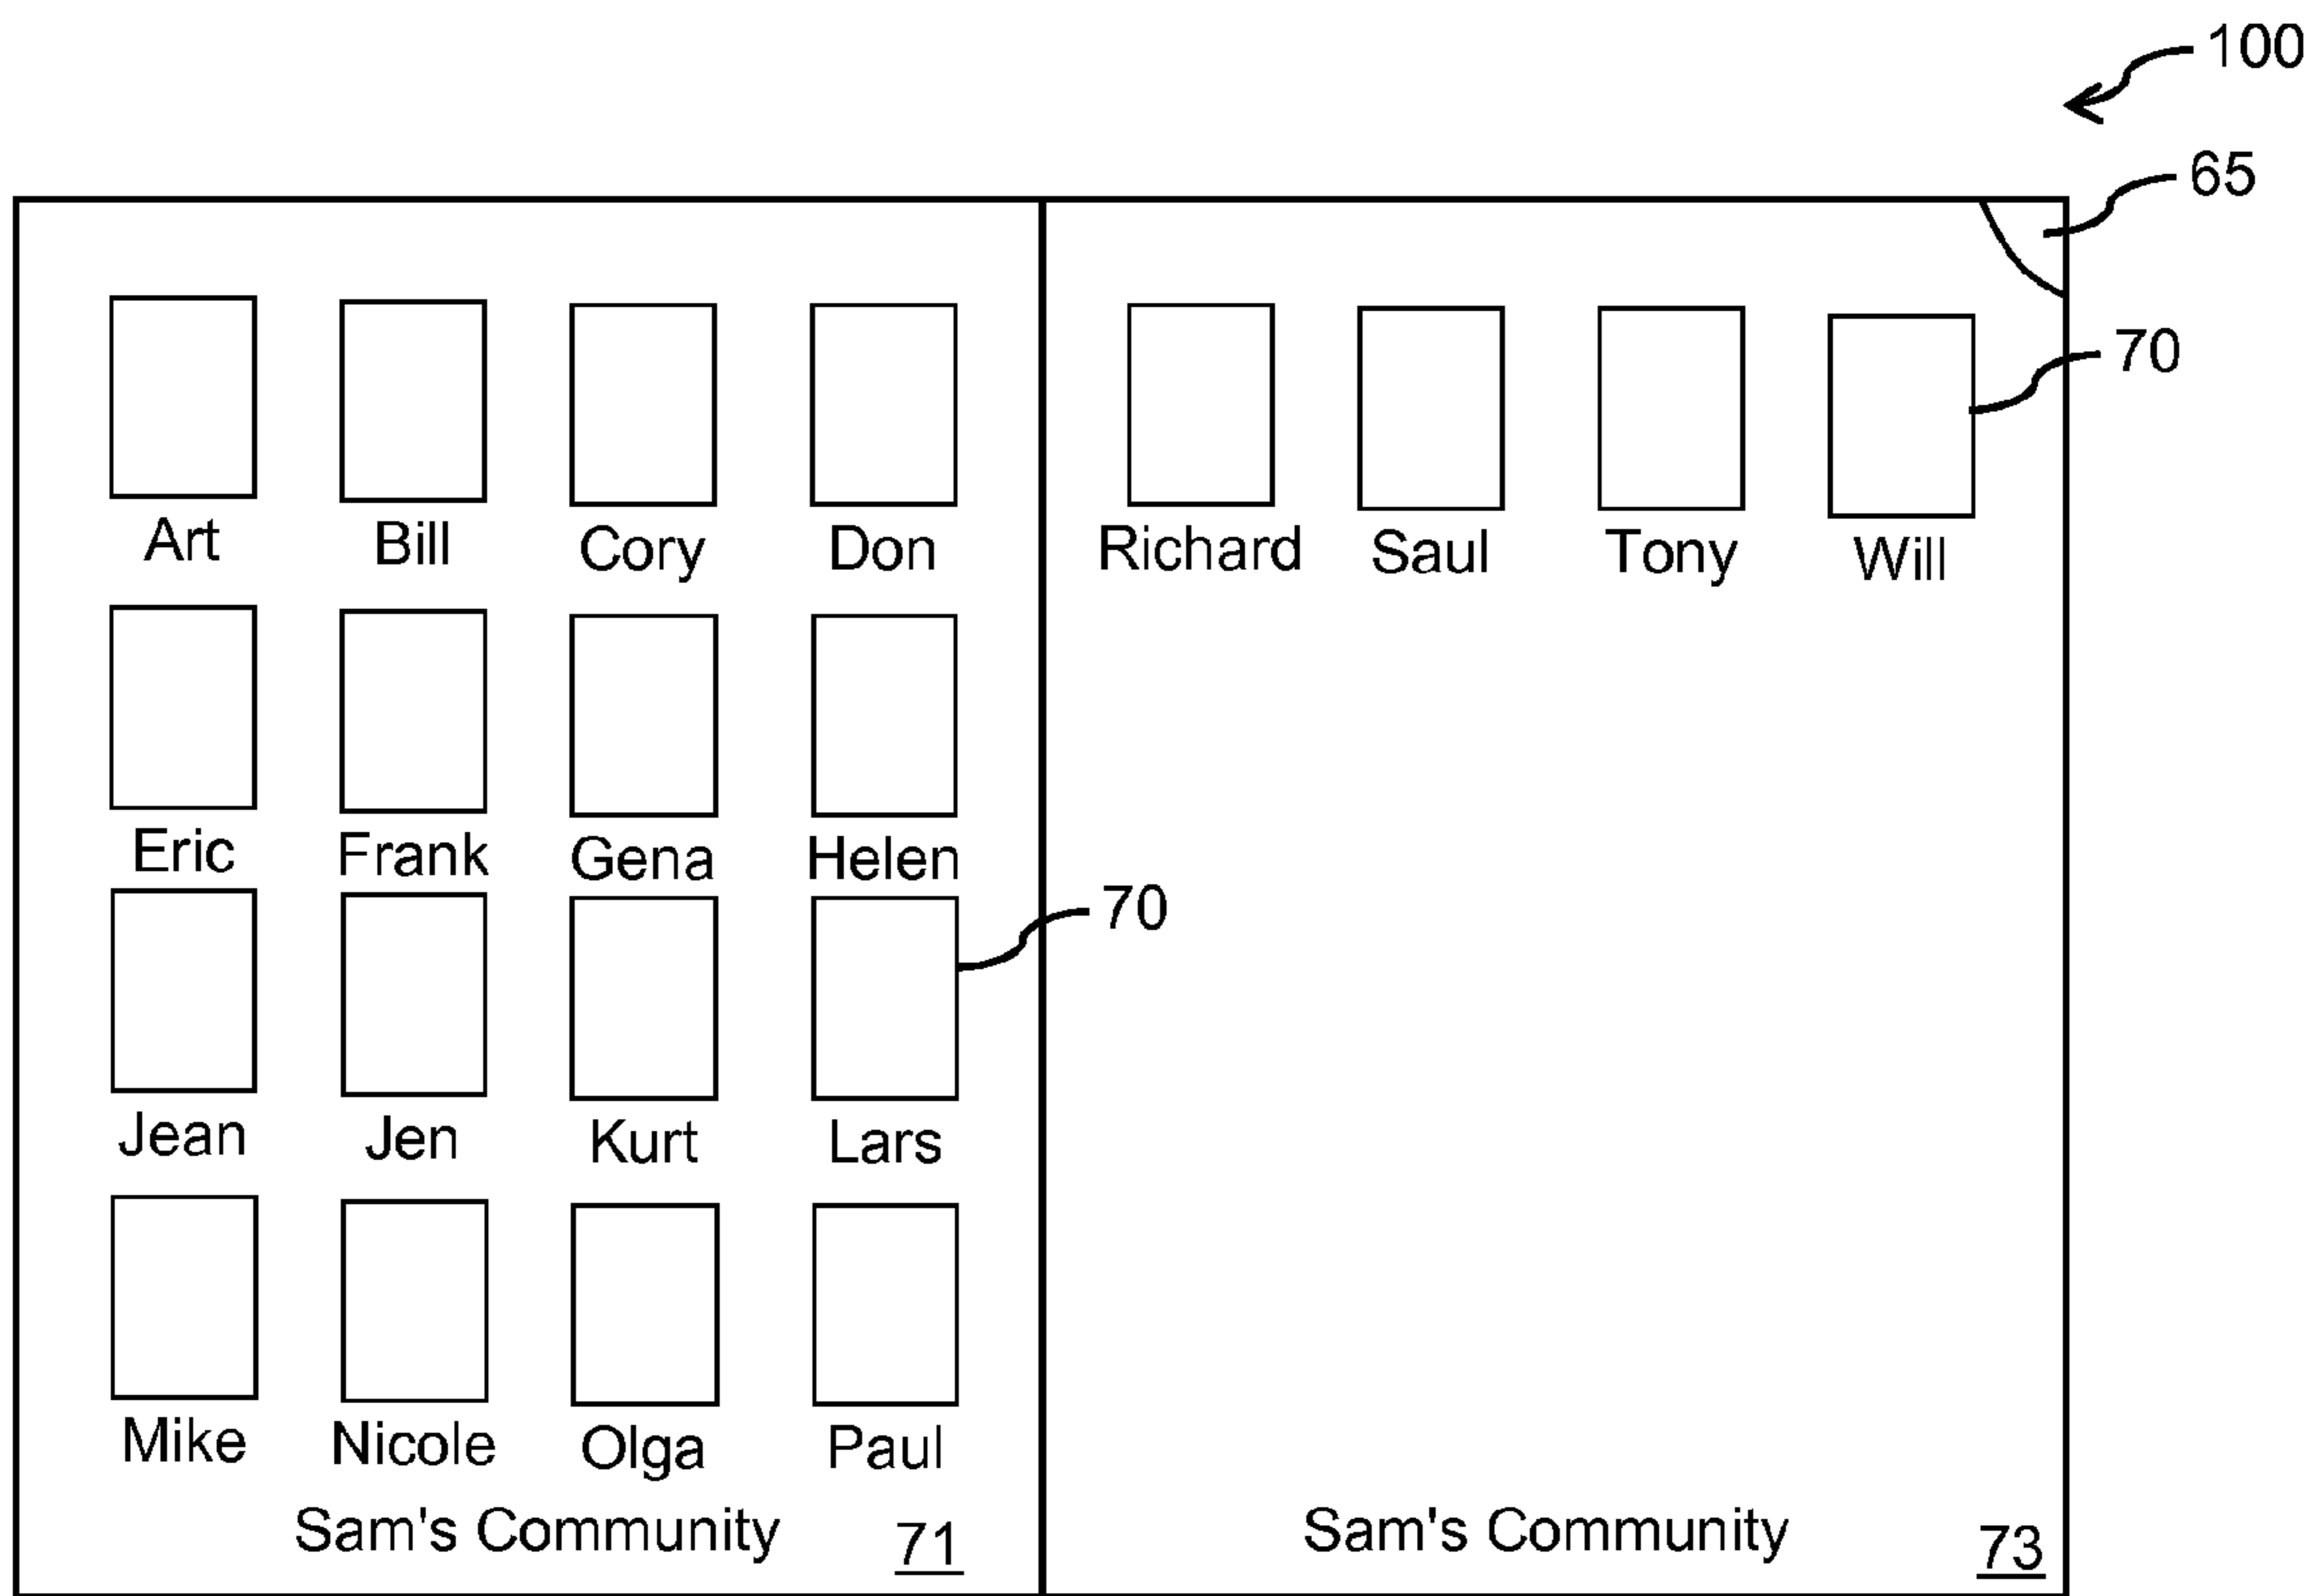 100
65
70
Art Bill Cory Don
Richard Saul Tony Will
Eric Frank Gena Helen
70
Jean Jen Kurt Lars
Mike Nicole Olga Paul
Sam's Community 71
Sam's Community 73